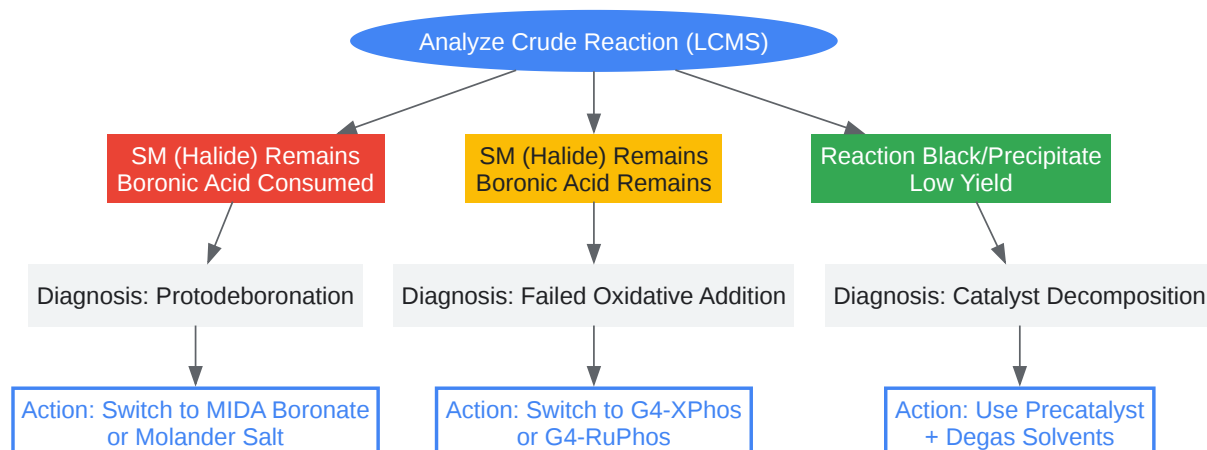 Analyze Crude Reaction (LCMS)
SM (Halide) Remains
Boronic Acid Consumed
SM (Halide) Remains
Boronic Acid Remains
Reaction Black/Precipitate
Low Yield
Diagnosis: Protodeboronation
Diagnosis: Failed Oxidative Addition
Diagnosis: Catalyst Decomposition
Action: Switch to MIDA Boronate
or Molander Salt
Action: Switch to G4-XPhos
or G4-RuPhos
Action: Use Precatalyst
+ Degas Solvents